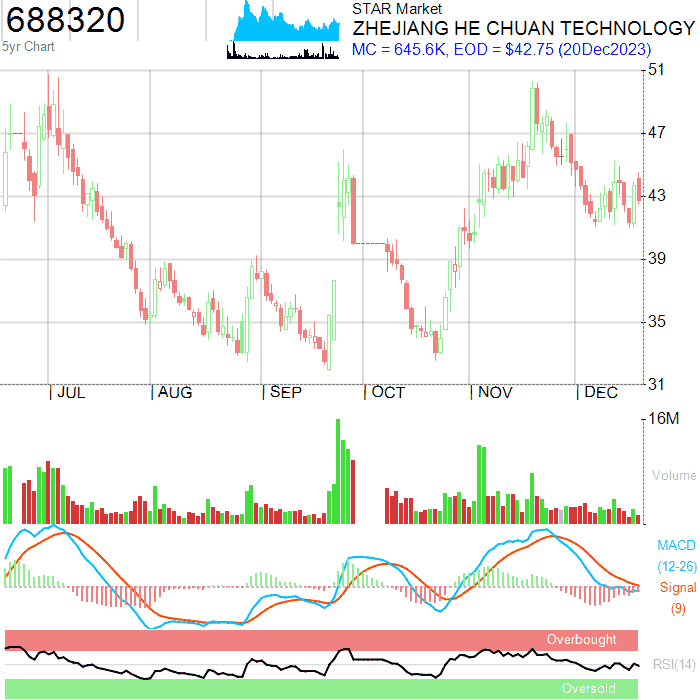 688320
5yr Chart
STAR Market
ZHEJIANG HE CHUAN TECHNOLOGY
MC = 645.6K, EOD = $42.75 (20Dec2023)
51
47
43
39
35
31
| JUL | AUG | SEP | OCT | NOV | DEC
16M
Volume
MACD
(12-26)
Signal
(9)
Overbought
RSI(14)
Oversold